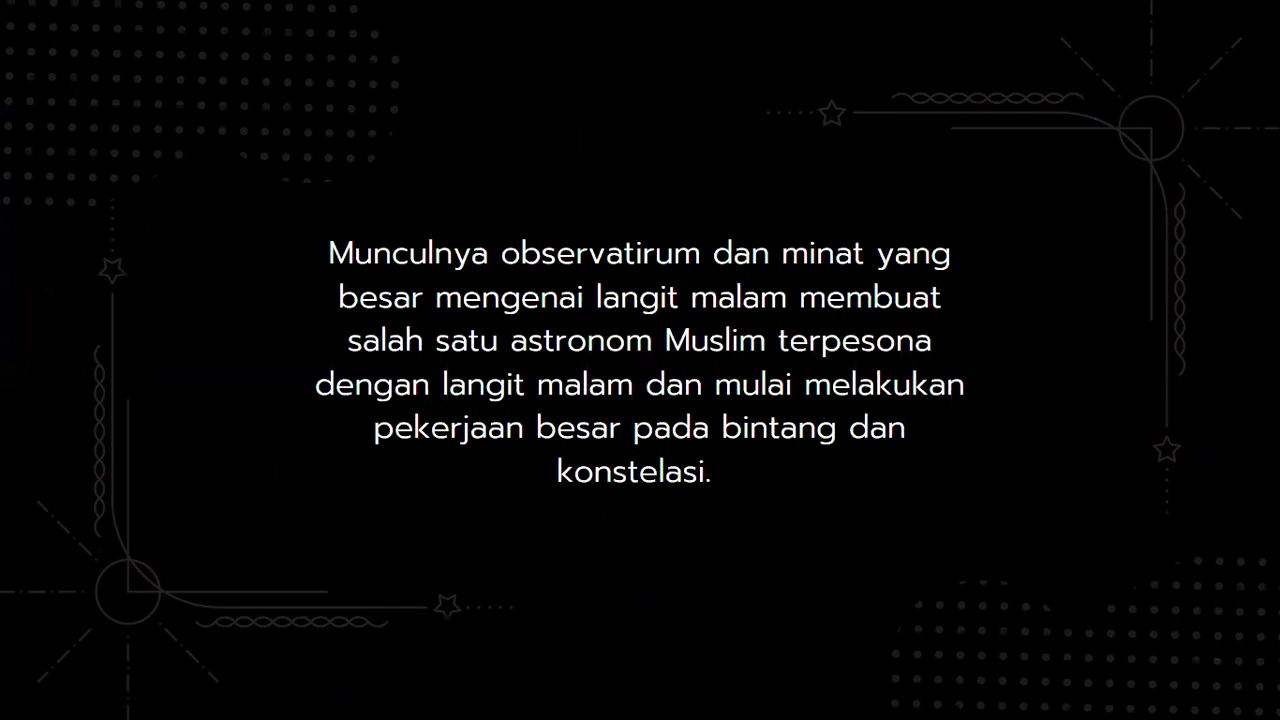 Munculnya observatirum dan minat yang
besar mengenai langit malam membuat
salah satu astronom Muslim terpesona
dengan langit malam dan mulai melakukan
pekerjaan besar pada bintang dan
konstelasi.